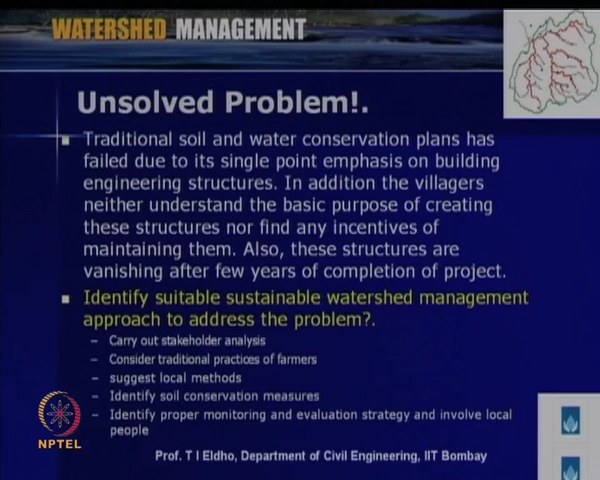 WATERSHED MANAGEMENT
Unsolved Problem!.
Traditional soil and water conservation plans has
failed due to its single point emphasis on building
engineering structures. In addition the villagers
neither understand the basic purpose of creating
these structures nor find any incentives of
maintaining them. Also, these structures are
vanishing after few years of completion of project.
Identify suitable sustainable watershed management
approach to address the problem?.
– Carry out stakeholder analysis
– Consider traditional practices of farmers
– suggest local methods
– Identify soil conservation measures
– Identify proper monitoring and evaluation strategy and involve local
people
NPTEL
Prof. T I Eldho, Department of Civil Engineering, IIT Bombay